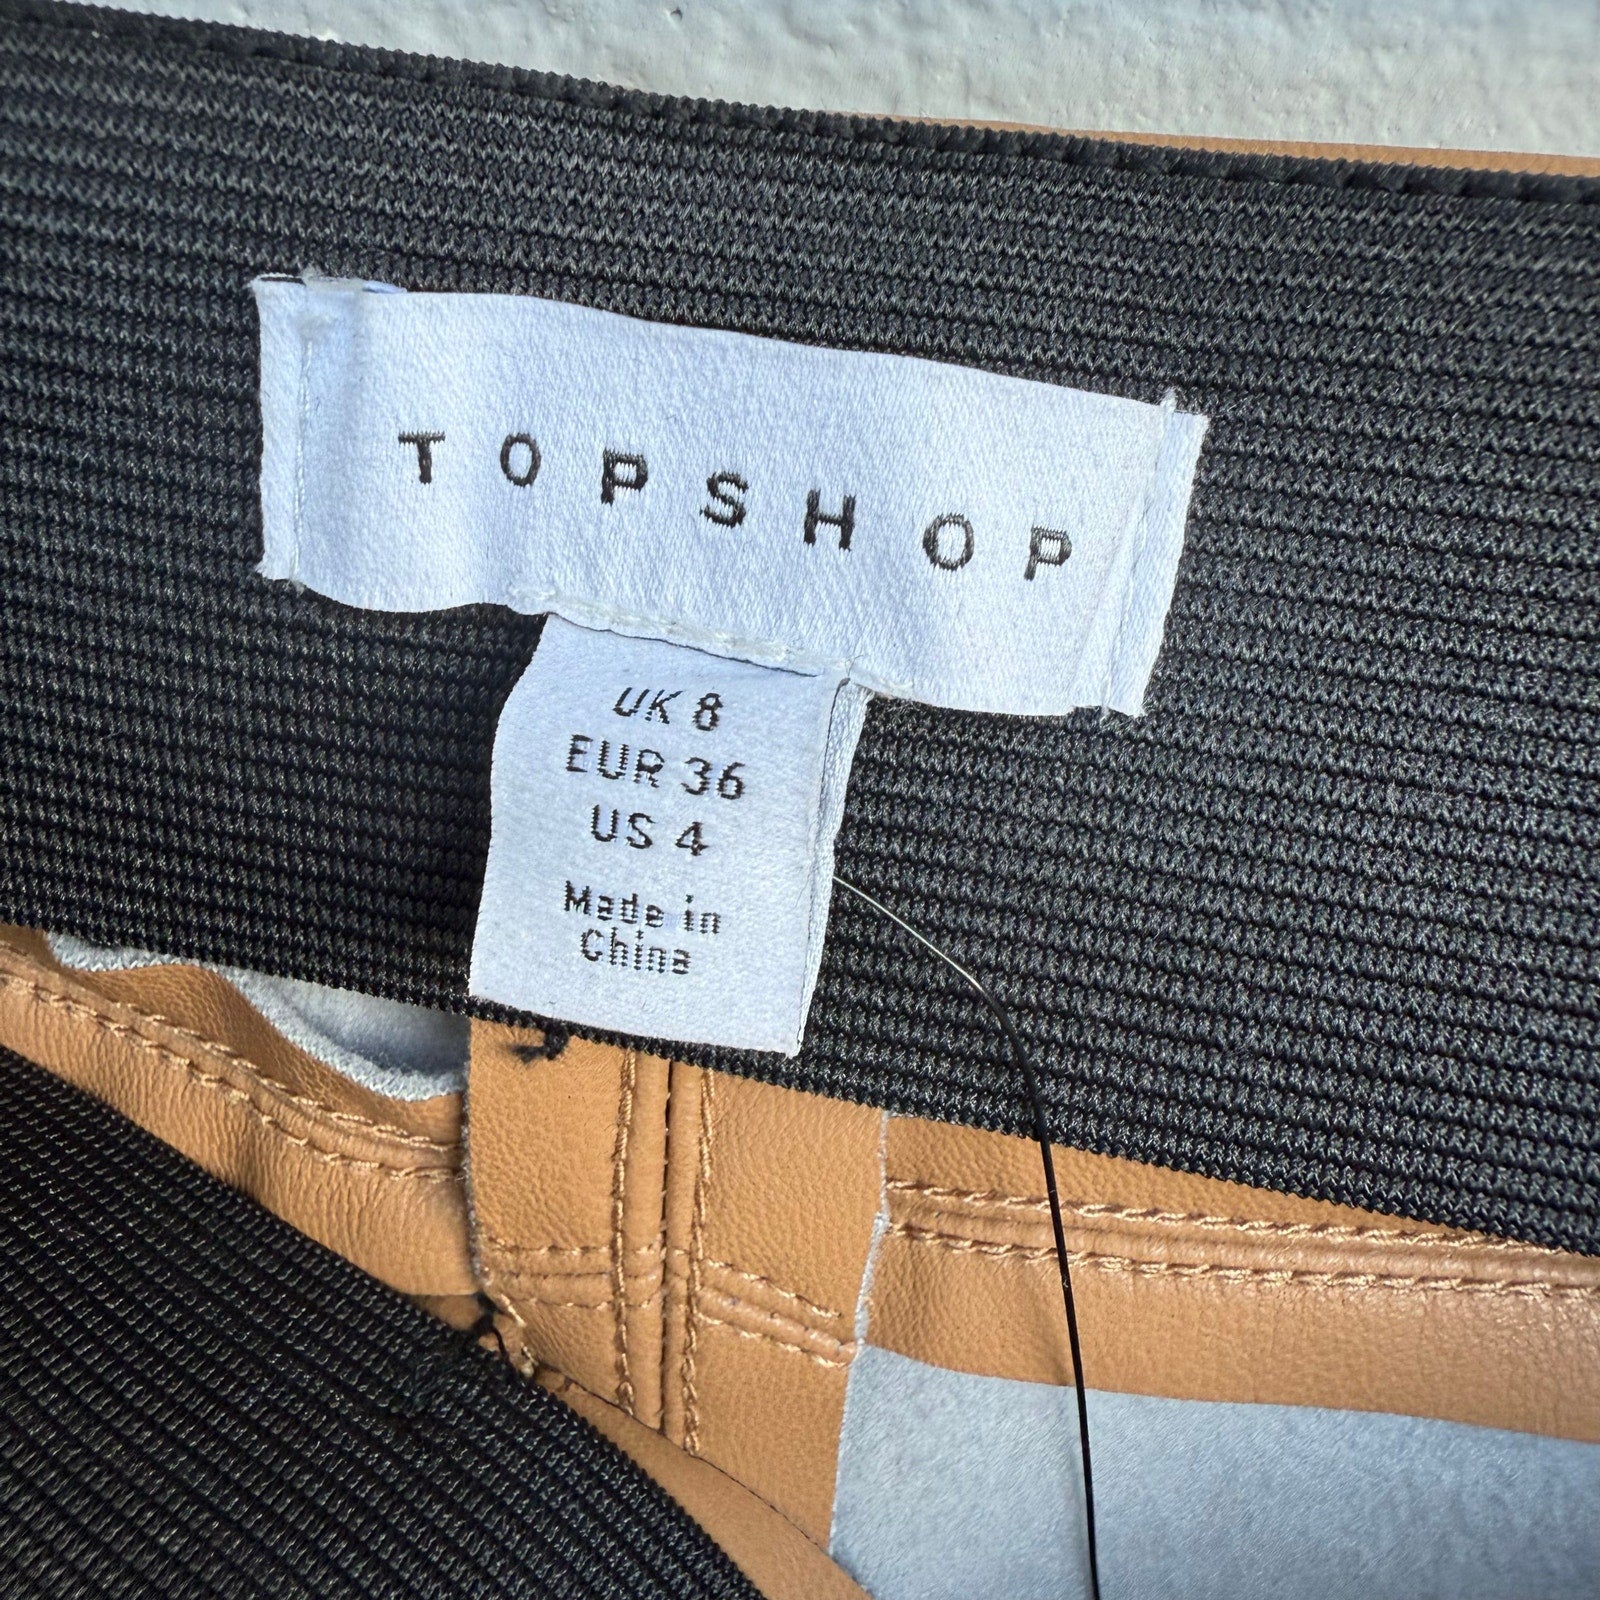 TOPSHOP
UK 8
EUR 36
US 4
Made in
China